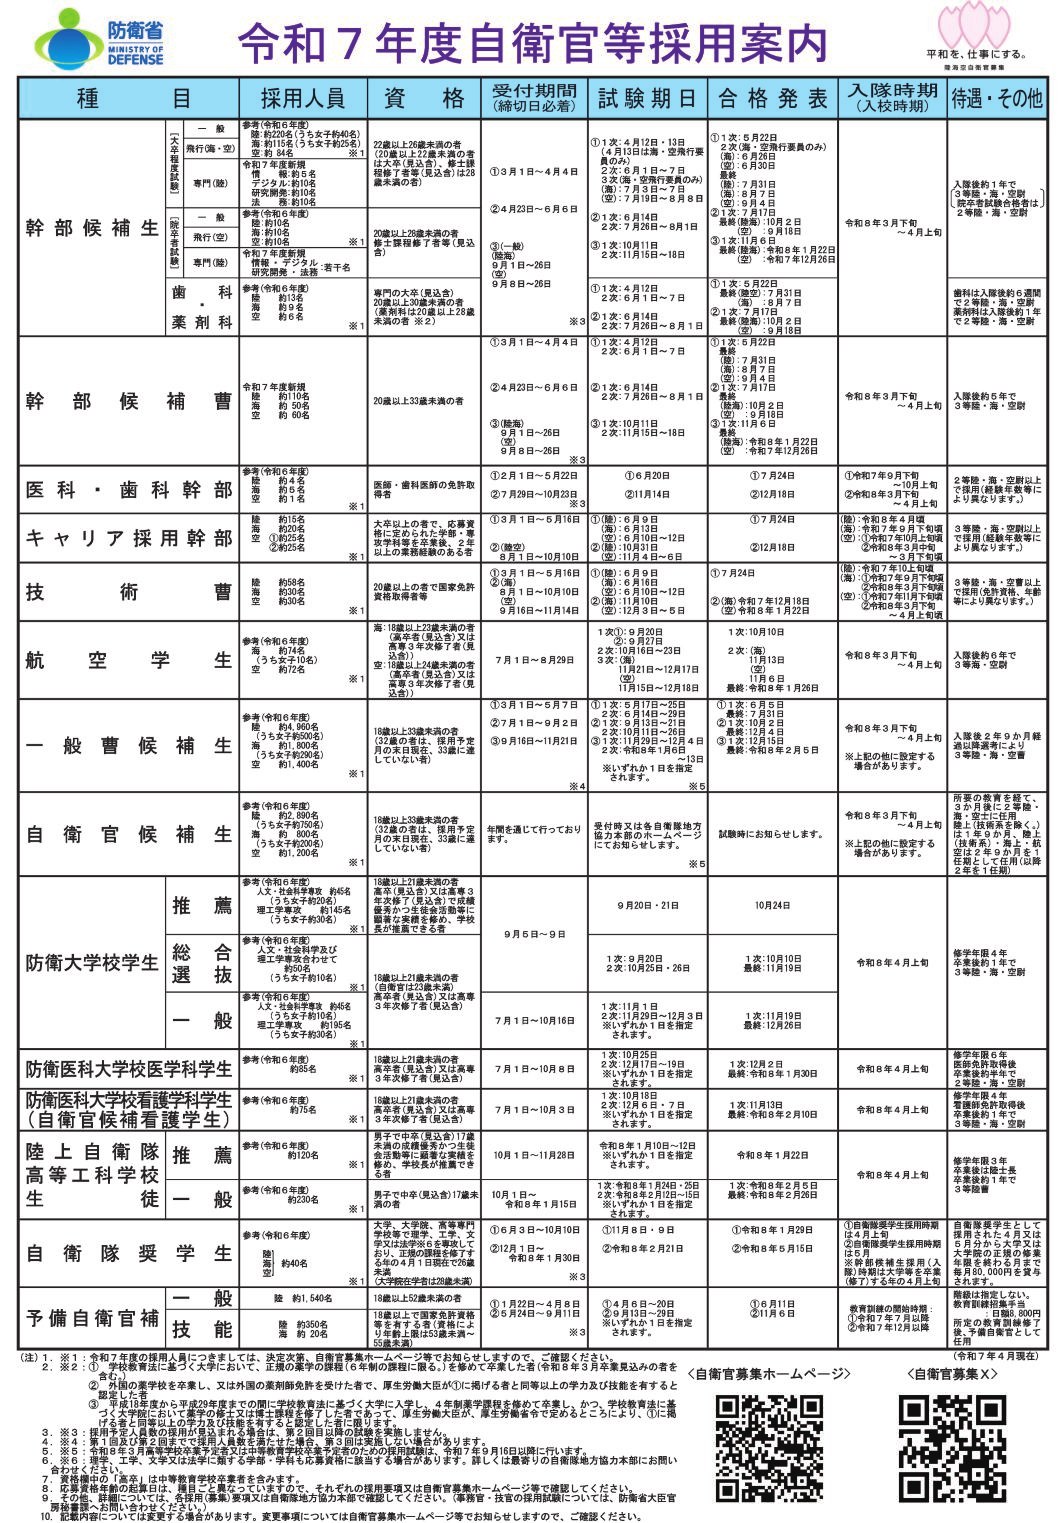 防衛省
MINISTRY OF
DEFENSE
令和７年度自衛官等採用案内
平和を、仕事にする。
陸海空自衛官募集
種　目　採用人員　資　格　受付期間（締切日必着）　試験期日　合格発表　入隊時期（入校時期）　待遇・その他
幹部候補生
［大卒程度試験］
一　般
飛行(海・空)
参考(令和６年度)
陸:約220名(うち女子約40名)
海:約115名(うち女子約25名)
空:約 84名)　※１
専門(陸)
令和７年度新規
情　　報:約５名
デジタル:約10名
研究開発:約10名
法　　務:約10名
22歳以上26歳未満の者
(20歳以上22歳未満の者
は大卒(見込含)、修士課
程修了者等(見込含)は28
歳未満の者)
［院卒者試験］
一　般
飛行(空)
参考(令和６年度)
陸:約10名
海:約10名
空:約10名　※１
専門(陸)
令和７年度新規
情報・デジタル
研究開発・法務:若干名
20歳以上28歳未満の者
修士課程修了者等(見込
含)
①３月１日～４月４日
②４月23日～６月６日
③(一般)
(陸海)
９月１日～26日
(空)
９月８日～26日
※３
①１次:４月12日・13日
(４月13日は海・空飛行要
員のみ)
２次:６月１日～７日
３次(海・空飛行要員のみ)
(海):７月３日～７日
(空):７月19日～８月８日
②１次:６月14日
２次:７月26日～８月１日
③１次:10月11日
２次:11月15日～18日
①１次:５月22日
２次(海・空飛行要員のみ)
(海):６月26日
(空):６月30日
最終
(陸):７月31日
(海):８月７日
(空):９月４日
②１次:７月17日
最終(陸海):10月２日
(空)　:９月18日
③１次:11月６日
最終(陸海):令和８年１月22日
(空)　:令和７年12月26日
令和８年３月下旬
～４月上旬
入隊後約１年で
３等陸・海・空尉
院卒者試験合格者は
２等陸・海・空尉
歯　科
・
薬剤科
参考(令和６年度)
陸　約13名
海　約９名
空　約６名
※１
専門の大卒(見込含)
20歳以上30歳未満の者
(薬剤科は20歳以上28歳
未満の者 ※２)
①１次:４月12日
２次:６月１日～７日
②１次:６月14日
２次:７月26日～８月１日
①１次:５月22日
最終(陸空):７月31日
(海)　:８月７日
②１次:７月17日
最終(陸海):10月２日
(空)　:９月18日
歯科は入隊後約６週間
で２等陸・海・空尉
薬剤科は入隊後約１年
で２等陸・海・空尉
幹部候補曹
令和７年度新規
陸　約110名
海　約 50名
空　約 60名
20歳以上33歳未満の者
①３月１日～４月４日
②４月23日～６月６日
③(陸海)
９月１日～26日
(空)
９月８日～26日
※３
①１次:４月12日
２次:６月１日～７日
②１次:６月14日
２次:７月26日～８月１日
③１次:10月11日
２次:11月15日～18日
①１次:５月22日
最終
(陸):７月31日
(海):８月７日
(空):９月４日
②１次:７月17日
最終
(陸海):10月２日
(空)　:９月18日
③１次:11月６日
最終
(陸海):令和８年１月22日
(空)　:令和７年12月26日
令和８年３月下旬
～４月上旬
入隊後約５年で
３等陸・海・空尉
医科・歯科幹部
参考(令和６年度)
陸　約４名
海　約５名
空　約１名
※１
医師・歯科医師の免許取
得者
①２月１日～５月22日
②７月29日～10月23日
※３
①６月20日
②11月14日
①７月24日
②12月18日
①令和７年９月下旬
～10月上旬
②令和８年３月下旬
～４月上旬
２等陸・海・空尉以上
で採用(経験年数等に
より異なります。)
キャリア採用幹部
陸　約15名
海　約20名
空　①約25名
②約25名
※１
大卒以上の者で、応募資
格に定められた学部・専
攻学科等を卒業後、２年
以上の業務経験のある者
①３月１日～５月16日
②(陸空)
８月１日～10月10日
①(陸):６月９日
(海):６月13日
(空):６月10日～12日
②(陸):10月31日
(空):11月４日～６日
①７月24日
②12月18日
(陸):令和８年４月頃
(海):令和７年９月下旬頃
(空):①令和７年10月上旬頃
②令和８年３月中旬
～３月下旬頃
３等陸・海・空尉以上
で採用(経験年数等に
より異なります。)
技術曹
陸　約58名
海　約30名
空　約30名
※１
20歳以上の者で国家免許
資格取得者等
①３月１日～５月16日
②(海)
８月１日～10月10日
(空)
９月16日～11月14日
①(陸):６月９日
(海):６月16日
(空):６月10日～12日
②(海):11月10日
(空):12月３日～５日
①７月24日
②(海)令和７年12月18日
(空)令和８年１月22日
(陸):令和７年10上旬頃
(海):①令和７年９月下旬頃
②令和８年３月下旬頃
(空):①令和７年11月下旬頃
②令和８年３月下旬
～４月上旬頃
３等陸・海・空曹以上
で採用(免許資格、年齢
等により異なります。)
航空学生
参考(令和６年度)
海　約74名
(うち女子10名)
空　約72名
※１
海:18歳以上23歳未満の者
(高卒者(見込含)又は
高専３年次修了者(見
込含))
空:18歳以上24歳未満の者
(高卒者(見込含)又は
高専３年次修了者(見
込含))
７月１日～８月29日
１次①:９月20日
②:９月27日
２次:10月16日～23日
３次:(海)
11月21日～12月17日
(空)
11月15日～12月18日
１次:10月10日
２次:(海)
11月13日
(空)
11月６日
最終:令和８年１月26日
令和８年３月下旬
～４月上旬
入隊後約６年で
３等海・空尉
一般曹候補生
参考(令和６年度)
陸　約4,960名
(うち女子約500名)
海　約1,800名
(うち女子約290名)
空　約1,400名
※１
18歳以上33歳未満の者
(32歳の者は、採用予定
月の末日現在、33歳に達
していない者)
①３月１日～５月７日
②７月１日～９月２日
③９月16日～11月21日
※４
①１次:５月17日～25日
２次:６月14日～29日
②１次:９月13日～21日
２次:10月11日～26日
③１次:11月29日～12月４日
２次:令和８年1月６日
～13日
※いずれか１日を指定
されます。
※５
①１次:６月５日
最終:７月31日
②１次:10月２日
最終:12月４日
③１次:12月15日
最終:令和８年２月５日
令和８年３月下旬
～４月上旬
※上記の他に設定する
場合があります。
入隊後２年９か月経
過以降選考により
３等陸・海・空曹
自衛官候補生
参考(令和６年度)
陸　約2,890名
(うち女子約750名)
海　約 800名
(うち女子約200名)
空　約1,200名
※１
18歳以上33歳未満の者
(32歳の者は、採用予定
月の末日現在、33歳に達
していない者)
年間を通じて行っており
ます。
受付時又は各自衛隊地方
協力本部のホームページ
にてお知らせします。
※５
試験時にお知らせします。
令和８年３月下旬
～４月上旬
※上記の他に設定する
場合があります。
所要の教育を経て、
３か月後に２等陸・
海・空士に任用
陸上(技術系を除く。)
は１年９か月、陸上
(技術系)・海上・航
空は２年９か月を１
任期として任用(以降
２年を１任期)
防衛大学校学生
推　薦
参考(令和６年度)
人文・社会科学専攻　約45名
(うち女子約20名)
理工学専攻　約145名
(うち女子約30名)
※１
18歳以上21歳未満の者
高卒(見込含)又は高専３
年次修了(見込含)で成績
優秀かつ生徒会活動等に
顕著な実績を修め、学校
長が推薦できる者
９月５日～９日
９月20日・21日
10月24日
総　合
選　抜
参考(令和６年度)
人文・社会科学及び
理工学専攻合わせて
約50名
(うち女子約10名)
※１
18歳以上21歳未満の者
(自衛官は23歳未満)
高卒者(見込含)又は高専
３年次修了者(見込含)
１次:９月20日
２次:10月25日・26日
１次:10月10日
最終:11月19日
令和８年４月上旬
修学年限４年
卒業後約１年で
３等陸・海・空尉
一　般
参考(令和６年度)
人文・社会科学専攻　約45名
(うち女子約10名)
理工学専攻　約195名
(うち女子約30名)
※１
７月１日～10月16日
１次:11月１日
２次:11月29日～12月３日
※いずれか１日を指定
されます。
１次:11月19日
最終:12月26日
防衛医科大学校医学科学生
参考(令和６年度)
約85名
※１
18歳以上21歳未満の者
高卒者(見込含)又は高専
３年次修了者(見込含)
７月１日～10月８日
１次:10月25日
２次:12月17日～19日
※いずれか１日を指定
されます。
１次:12月２日
最終:令和８年１月30日
令和８年４月上旬
修学年限６年
医師免許取得後
卒業後約半年で
２等陸・海・空尉
防衛医科大学校看護学科学生
（自衛官候補看護学生）
参考(令和６年度)
約75名
※１
18歳以上21歳未満の者
高卒者(見込含)又は高専
３年次修了者(見込含)
７月１日～10月３日
１次:10月18日
２次:12月６日・７日
※いずれか１日を指定
されます。
１次:11月13日
最終:令和８年２月10日
令和８年４月上旬
修学年限４年
看護師免許取得後
卒業後約１年で
３等陸・海・空尉
陸上自衛隊
高等工科学校
生徒
推　薦
参考(令和６年度)
約120名
※１
男子で中卒(見込含)17歳
未満の成績優秀かつ生徒
会活動等に顕著な実績を
修め、学校長が推薦でき
る者
10月１日～11月28日
令和８年１月10日～12日
※いずれか１日を指定
されます。
令和８年１月22日
令和８年４月上旬
修学年限３年
卒業後は陸士長
卒業後約１年で
３等陸曹
一　般
参考(令和６年度)
約230名
※１
男子で中卒(見込含)17歳未
満の者
10月１日～
令和８年１月15日
１次:令和８年１月24日・25日
２次:令和８年２月12日～15日
※いずれか１日を指定
されます。
１次:令和８年２月５日
最終:令和８年２月26日
自衛隊奨学生
参考(令和６年度)
陸
海
空
約40名
※１
大学、大学院、高等専門
学校等で理学、工学、文
学又は法学※６を専攻して
おり、正規の課程を修了す
る年の４月１日現在で26歳
未満
(大学院在学者は28歳未満)
①６月３日～10月10日
②12月１日～
令和８年１月30日
※３
①11月８日・９日
②令和８年２月21日
①令和８年１月29日
②令和８年５月15日
①自衛隊奨学生採用時期
は４月上旬
②自衛隊奨学生採用時期
は５月
※幹部候補生採用(入
隊)時期は大学等を卒業
(修了)する年の４月上旬
自衛隊奨学生として
採用された４月又は
５月分から大学又は
大学院の正規の修業
年限を終わる月まで
毎月80,000円を貸与
されます。
予備自衛官補
一　般
陸　約1,540名
18歳以上52歳未満の者
技　能
陸　約350名
海　約 20名
18歳以上で国家免許資格
等を有する者(資格によ
り年齢上限は53歳未満～
55歳未満)
①１月22日～４月８日
②５月24日～９月11日
※３
①４月６日～20日
②９月13日～29日
※いずれか１日を指定
されます。
①６月11日
②11月６日
教育訓練の開始時期:
①令和７年７月以降
②令和７年12月以降
階級は指定しない。
教育訓練招集手当
:日額8,800円
所定の教育訓練修了
後、予備自衛官として
任用
(令和７年４月現在)
(注) 1．※１：令和７年度の採用人員につきましては、決定次第、自衛官募集ホームページ等でお知らせしますので、ご確認ください。
2．※２：①　学校教育法に基づく大学において、正規の薬学の課程(６年制の課程に限る。)を修めて卒業した者(令和８年３月卒業見込みの者を
含む。)
②　外国の薬学校を卒業し、又は外国の薬剤師免許を受けた者で、厚生労働大臣が①に掲げる者と同等以上の学力及び技能を有すると
認定した者
③　平成18年度から平成29年度までの間に学校教育法に基づく大学に入学し、４年制薬学課程を修めて卒業し、かつ、学校教育法に基
づく大学院において薬学の修士又は博士課程を修了した者であって、厚生労働大臣が、厚生労働省令で定めるところにより、①に掲
げる者と同等以上の学力及び技能を有すると認定した者に限ります。
3．※３：採用予定人員数の採用が見込まれる場合は、第２回目以降の試験を実施しません。
4．※４：第１回及び第２回までで採用人員数を満たせた場合、第３回は実施しない場合があります。
5．※５：令和８年３月高等学校卒業予定者又は中等教育学校卒業予定者のための採用試験は、令和７年９月16日以降に行います。
6．※６：理学、工学、文学又は法学に類する学部・学科も応募資格に該当する場合があります。詳しくは最寄りの自衛隊地方協力本部にお問い
合わせください。
7．資格欄中の「高卒」は中等教育学校卒業者を含みます。
8．応募資格年齢の起算日は、種目ごと異なっていますので、それぞれの採用要項又は自衛官募集ホームページ等で確認してください。
9．その他、詳細については、各採用(募集)要項又は自衛隊地方協力本部で確認してください。(事務官・技官の採用試験については、防衛省大臣官
房秘書課へお問い合わせください。)
10．記載内容については変更する場合があります。変更事項については自衛官募集ホームページ等でお知らせしますので、ご確認ください。
＜自衛官募集ホームページ＞
＜自衛官募集Ｘ＞